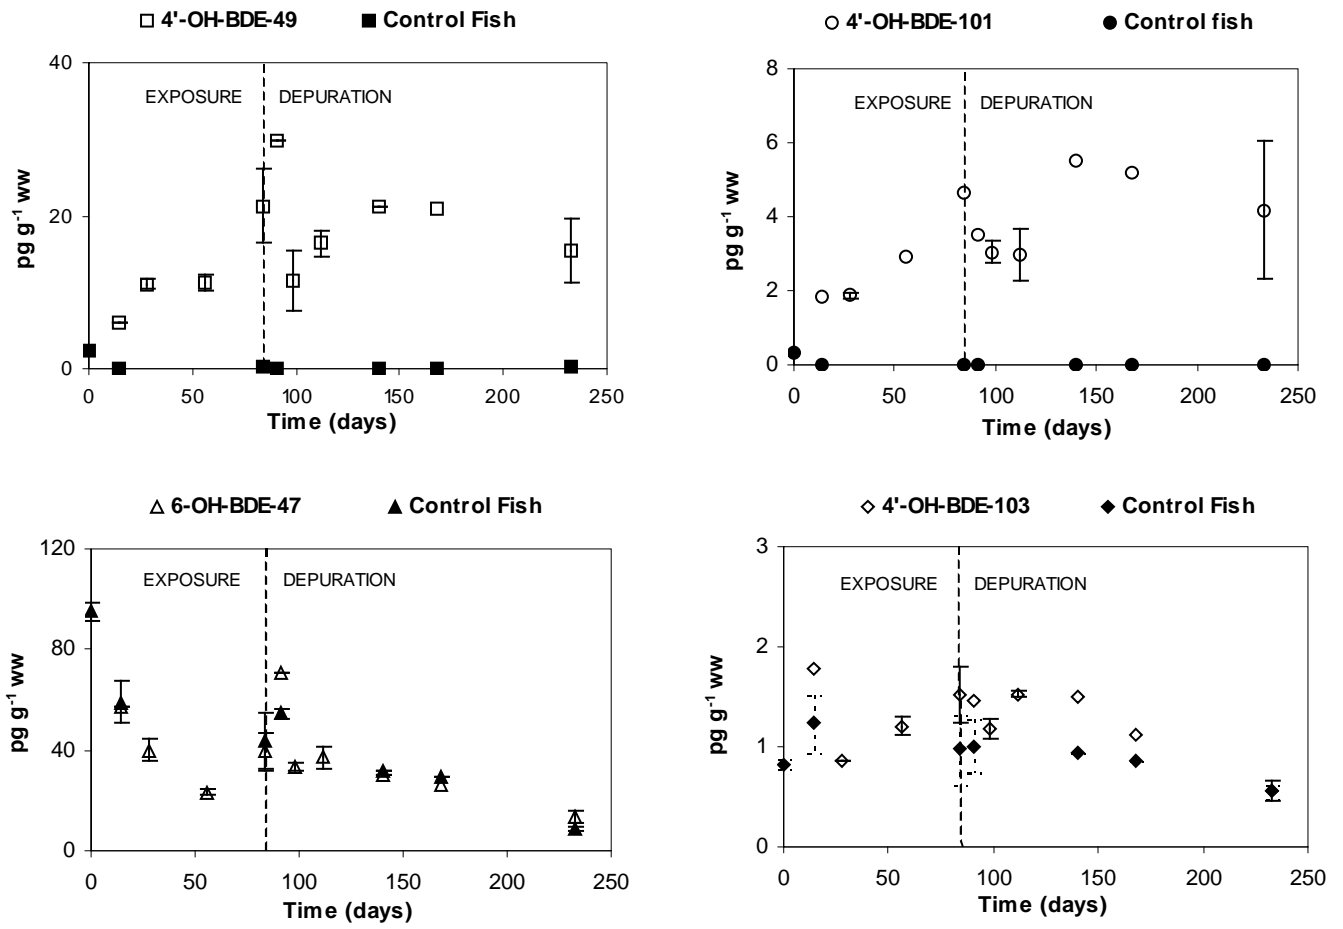 4'-OH-BDE-49 Control Fish
40
20
0
EXPOSURE DEPURATION
pg g-1 ww
0 50 100 150 200 250
Time (days)
4'-OH-BDE-101 Control fish
8
6
4
2
0
EXPOSURE DEPURATION
pg g-1 ww
0 50 100 150 200 250
Time (days)
6-OH-BDE-47 Control Fish
120
80
40
0
EXPOSURE DEPURATION
pg g-1 ww
0 50 100 150 200 250
Time (days)
4'-OH-BDE-103 Control Fish
3
2
1
0
EXPOSURE DEPURATION
pg g-1 ww
0 50 100 150 200 250
Time (days)